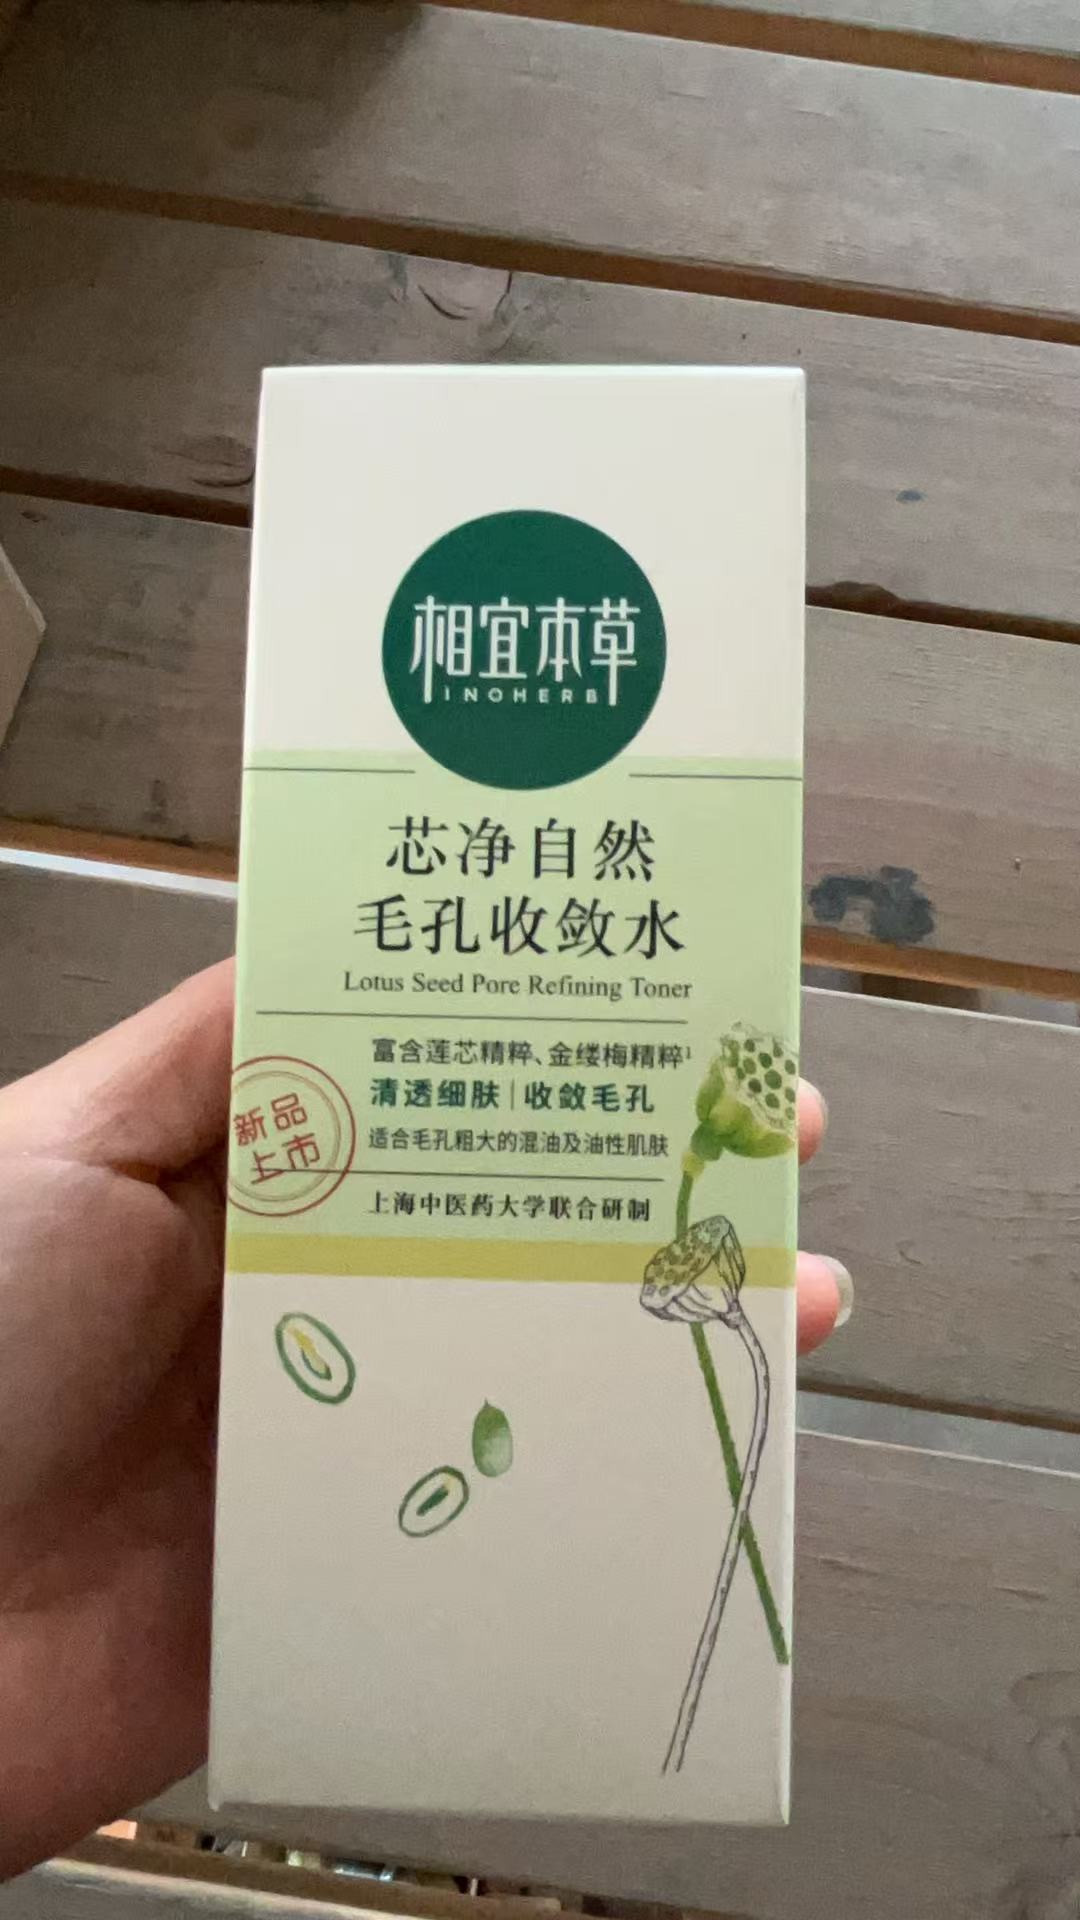 相宜本草
INOHERB
芯净自然
毛孔收敛水
Lotus Seed Pore Refining Toner
富含莲芯精粹、金缕梅精粹¹
清透细肤|收敛毛孔
适合毛孔粗大的混油及油性肌肤
新品
上市
上海中医药大学联合研制